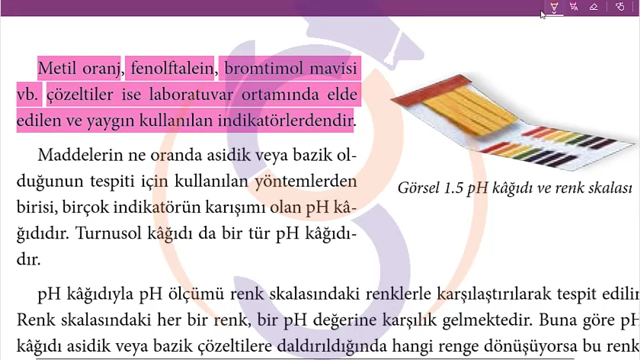 Metil oranj, fenolftalein, bromtimol mavisi
vb. çözeltiler ise laboratuvar ortamında elde
edilen ve yaygın kullanılan indikatörlerdendir.
Maddelerin ne oranda asidik veya bazik ol-
duğunun tespiti için kullanılan yöntemlerden
birisi, birçok indikatörün karışımı olan pH kâ-
ğıdıdır. Turnusol kâğıdı da bir tür pH kâğıdı-
dır.
Görsel 1.5 pH kâğıdı ve renk skalası
pH kâğıdıyla pH ölçümü renk skalasındaki renklerle karşılaştırılarak tespit edilir
Renk skalasındaki her bir renk, bir pH değerine karşılık gelmektedir. Buna göre pH
kâğıdı asidik veya bazik çözeltilere daldırıldığında hangi renge dönüşüyorsa bu renk